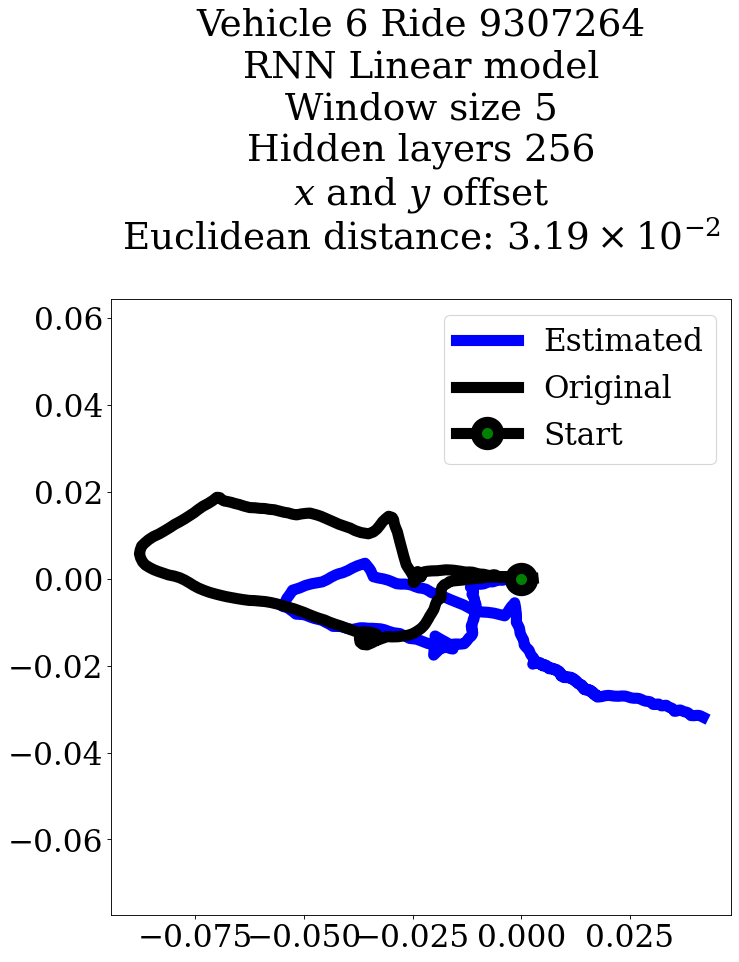 Vehicle 6 Ride 9307264
RNN Linear model
Window size 5
Hidden layers 256
x and y offset
Euclidean distance: 3.19 × 10⁻²
0.06
0.04
0.02
0.00
−0.02
−0.04
−0.06
Estimated
Original
Start
−0.075 −0.050 −0.025 0.000 0.025